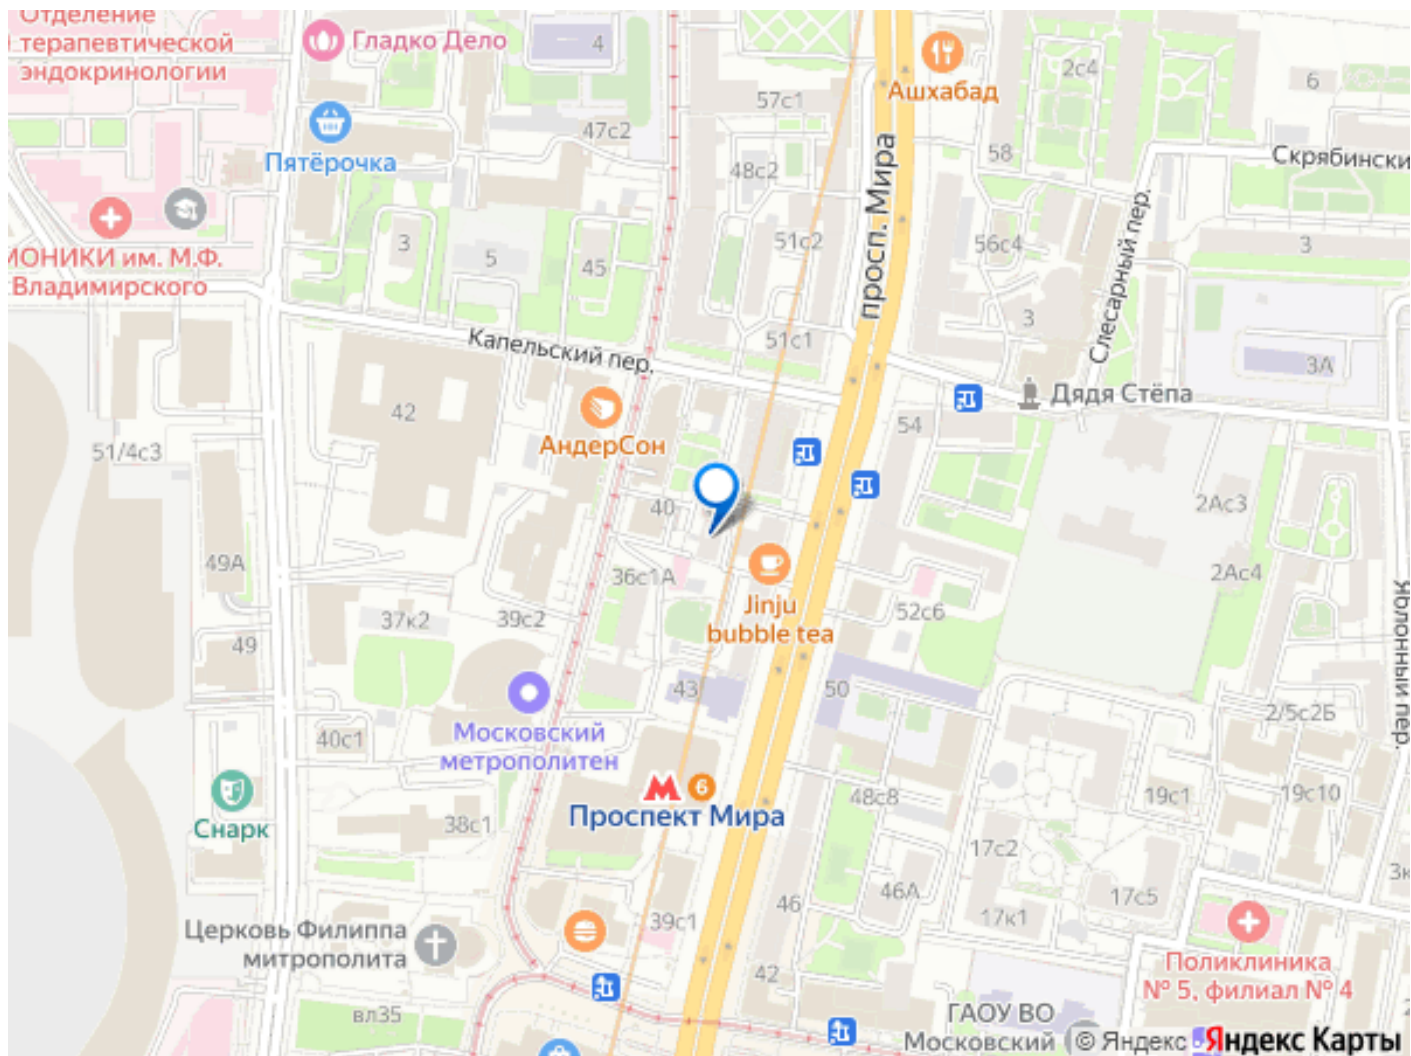 Отделение
терапевтической
эндокринологии
Гладко Дело
4
57с1
Ашхабад
2с4
6
Пятёрочка
47с2
48с2
58
Скрябински
просп. Мира
Слесарный пер.
МОНИКИ им. М.Ф.
Владимирского
3
5
45
51с2
56с4
3
3
Капельский пер.
51с1
3А
Дядя Стёпа
42
АндерСон
54
51/4с3
40
2Ас3
49А
36с1А
Jinju
bubble tea
52с6
2Ас4
Яблонный пер.
37к2
39с2
49
43
50
2/5с2Б
Московский
метрополитен
40с1
6
Проспект Мира
48с8
19с1
19с10
Снарк
38с1
17с2
46А
17с5
3к
46
17к1
39с1
Церковь Филиппа
митрополита
42
Поликлиника
№ 5, филиал № 4
вл35
ГАОУ ВО
Московский
© Яндекс
Яндекс Карты